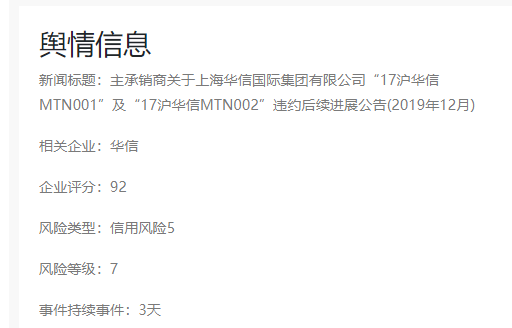 舆情信息
新闻标题：主承销商关于上海华信国际集团有限公司“17沪华信
MTN001”及“17沪华信MTN002”违约后续进展公告(2019年12月)
相关企业：华信
企业评分：92
风险类型：信用风险5
风险等级：7
事件持续事件：3天